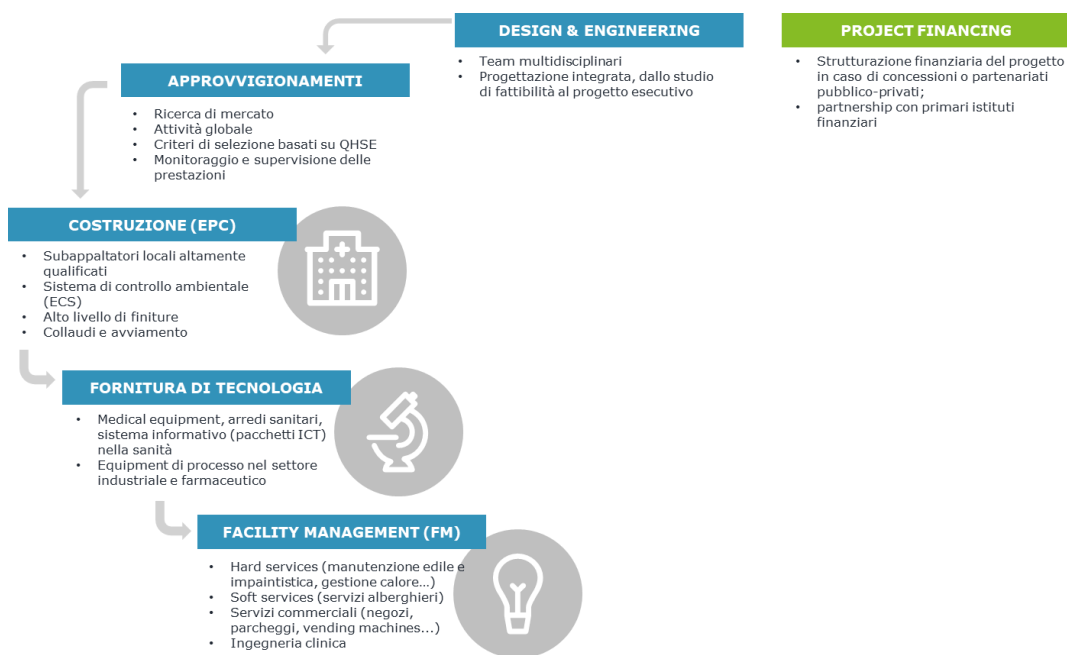 DESIGN & ENGINEERING
• Team multidisciplinari
• Progettazione integrata, dallo studio
di fattibilità al progetto esecutivo
PROJECT FINANCING
• Strutturazione finanziaria del progetto
in caso di concessioni o partenariati
pubblico-privati;
• partnership con primari istituti
finanziari
APPROVVIGIONAMENTI
• Ricerca di mercato
• Attività globale
• Criteri di selezione basati su QHSE
• Monitoraggio e supervisione delle
prestazioni
COSTRUZIONE (EPC)
• Subappaltatori locali altamente
qualificati
• Sistema di controllo ambientale
(ECS)
• Alto livello di finiture
• Collaudi e avviamento
FORNITURA DI TECNOLOGIA
• Medical equipment, arredi sanitari,
sistema informativo (pacchetti ICT)
nella sanità
• Equipment di processo nel settore
industriale e farmaceutico
FACILITY MANAGEMENT (FM)
• Hard services (manutenzione edile e
impaintistica, gestione calore…)
• Soft services (servizi alberghieri)
• Servizi commerciali (negozi,
parcheggi, vending machines...)
• Ingegneria clinica